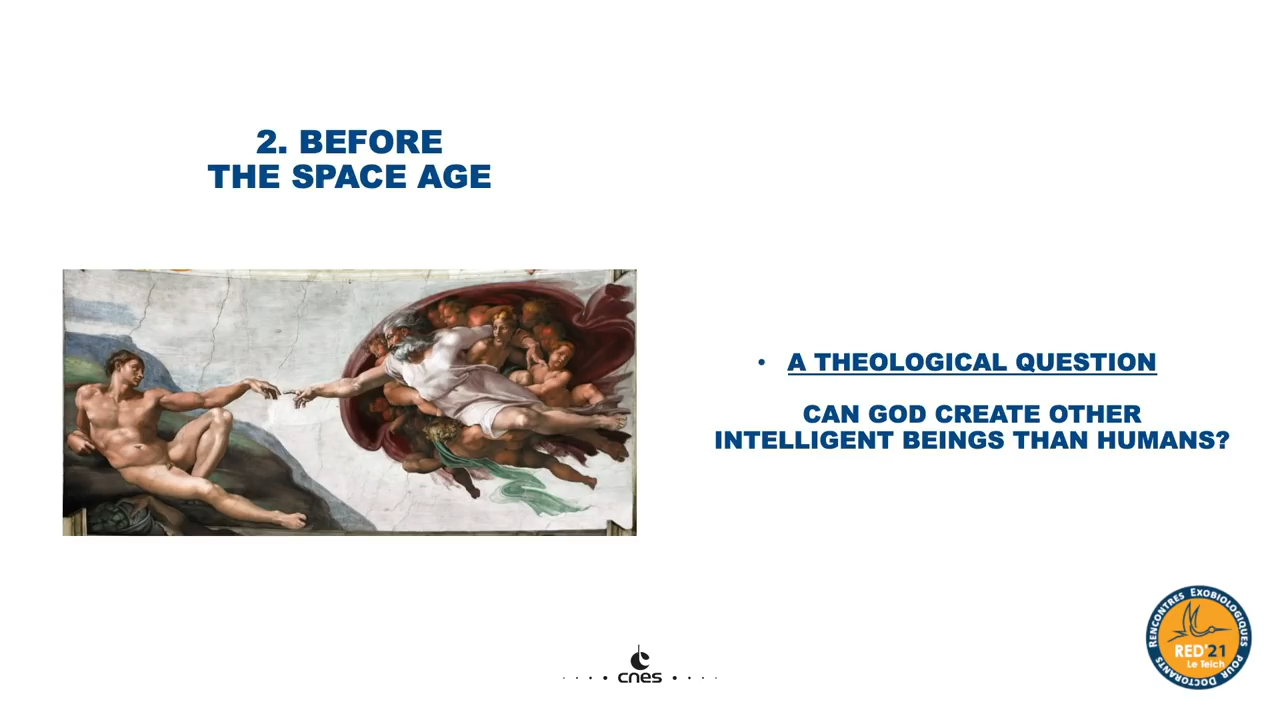 2. BEFORE
THE SPACE AGE
• A THEOLOGICAL QUESTION
CAN GOD CREATE OTHER
INTELLIGENT BEINGS THAN HUMANS?
cnes
RENCONTRES EXOBIOLOGIQUES
POUR DOCTORANTS
RED'21
Le Teich